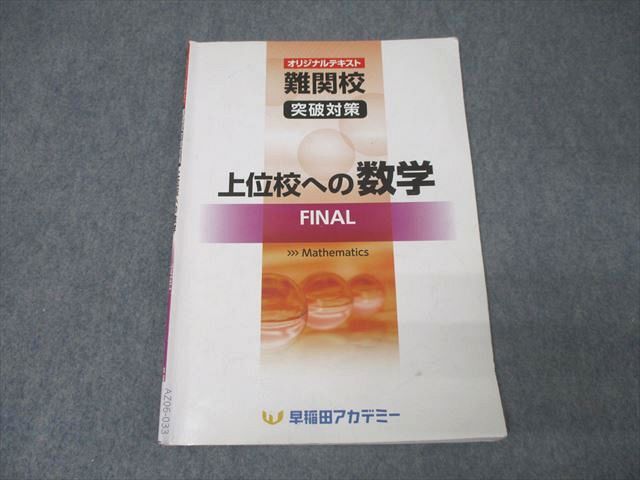 オリジナルテキスト
難関校
突破対策
上位校への数学
FINAL
>>> Mathematics
早稲田アカデミー
AZ06-033